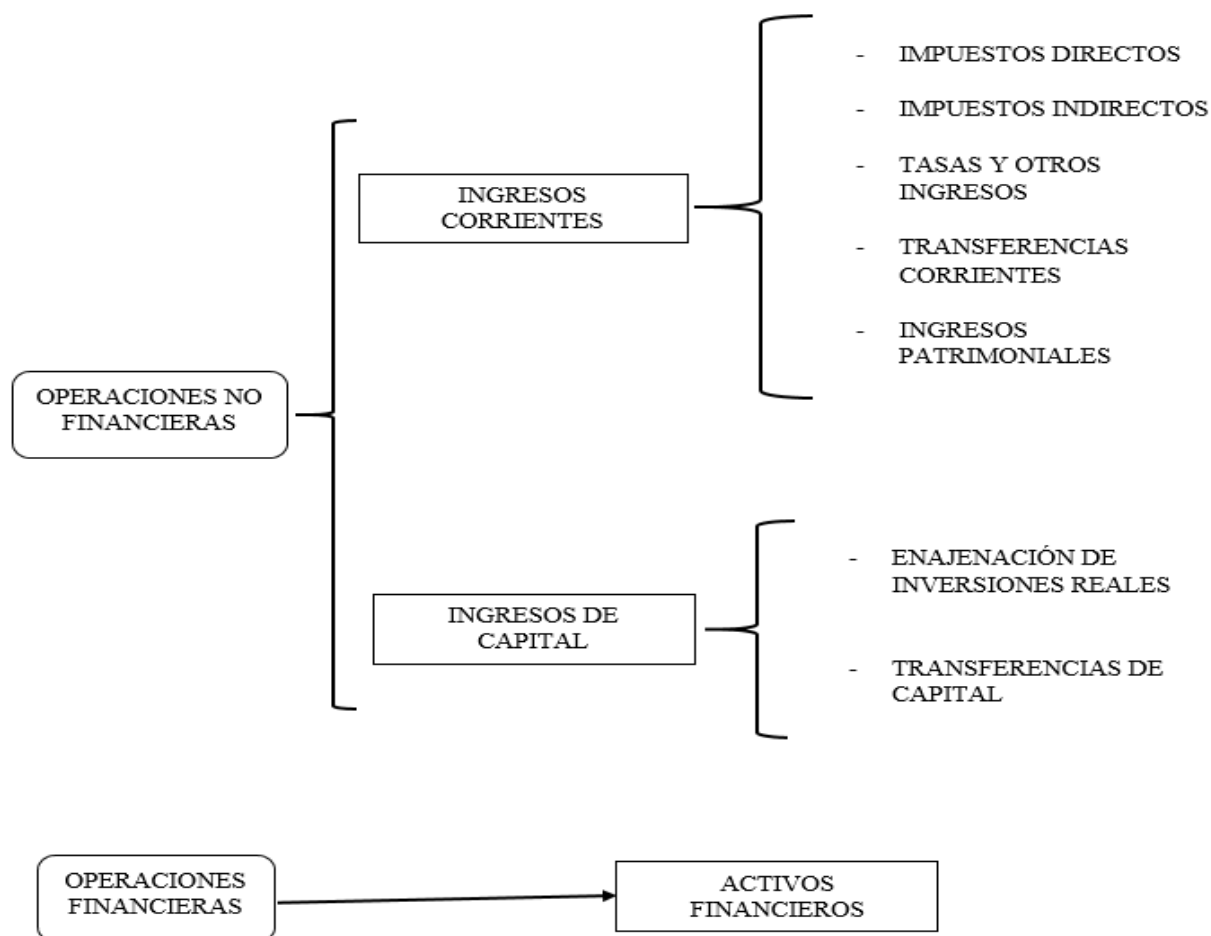 - IMPUESTOS DIRECTOS
- IMPUESTOS INDIRECTOS
- TASAS Y OTROS
INGRESOS
- TRANSFERENCIAS
CORRIENTES
- INGRESOS
PATRIMONIALES
INGRESOS
CORRIENTES
OPERACIONES NO
FINANCIERAS
INGRESOS DE
CAPITAL
- ENAJENACIÓN DE
INVERSIONES REALES
- TRANSFERENCIAS DE
CAPITAL
OPERACIONES
FINANCIERAS
ACTIVOS
FINANCIEROS